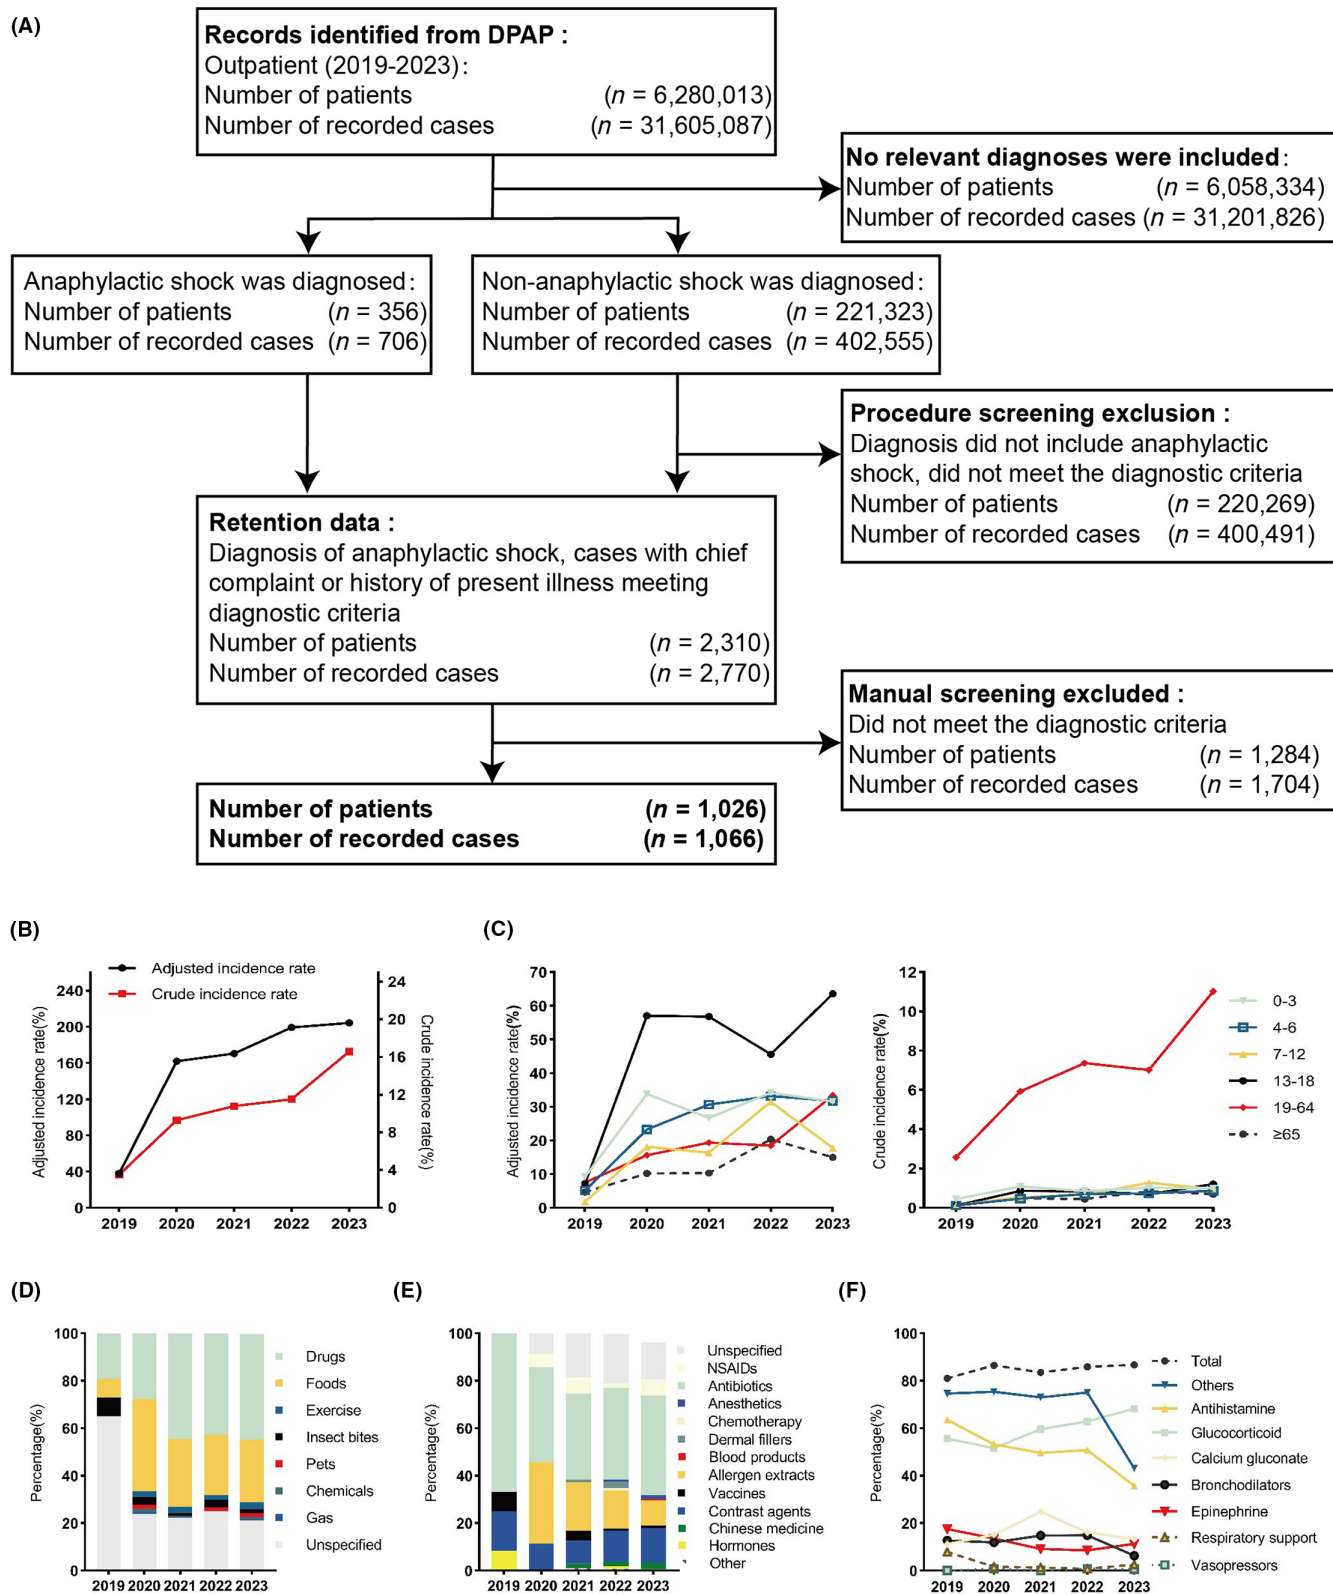 (A)
Records identified from DPAP :
Outpatient (2019-2023) :
Number of patients (n = 6,280,013)
Number of recorded cases (n = 31,605,087)
No relevant diagnoses were included :
Number of patients (n = 6,058,334)
Number of recorded cases (n = 31,201,826)
Anaphylactic shock was diagnosed :
Number of patients (n = 356)
Number of recorded cases (n = 706)
Non-anaphylactic shock was diagnosed :
Number of patients (n = 221,323)
Number of recorded cases (n = 402,555)
Procedure screening exclusion :
Diagnosis did not include anaphylactic
shock, did not meet the diagnostic criteria
Number of patients (n = 220,269)
Number of recorded cases (n = 400,491)
Retention data :
Diagnosis of anaphylactic shock, cases with chief
complaint or history of present illness meeting
diagnostic criteria
Number of patients (n = 2,310)
Number of recorded cases (n = 2,770)
Manual screening excluded :
Did not meet the diagnostic criteria
Number of patients (n = 1,284)
Number of recorded cases (n = 1,704)
Number of patients (n = 1,026)
Number of recorded cases (n = 1,066)
(B)
Adjusted incidence rate
Crude incidence rate
Adjusted incidence rate(%)
240
200
160
120
80
40
0
24
20
16
12
8
4
0
Crude incidence rate(%)
2019 2020 2021 2022 2023
(C)
Adjusted incidence rate(%)
70
60
50
40
30
20
10
0
2019 2020 2021 2022 2023
Crude incidence rate(%)
12
10
8
6
4
2
0
2019 2020 2021 2022 2023
0-3
4-6
7-12
13-18
19-64
≥65
(D)
Percentage(%)
100
80
60
40
20
0
2019 2020 2021 2022 2023
Drugs
Foods
Exercise
Insect bites
Pets
Chemicals
Gas
Unspecified
(E)
Percentage(%)
100
80
60
40
20
0
2019 2020 2021 2022 2023
Unspecified
NSAIDs
Antibiotics
Anesthetics
Chemotherapy
Dermal fillers
Blood products
Allergen extracts
Vaccines
Contrast agents
Chinese medicine
Hormones
Other
(F)
Percentage(%)
100
80
60
40
20
0
2019 2020 2021 2022 2023
Total
Others
Antihistamine
Glucocorticoid
Calcium gluconate
Bronchodilators
Epinephrine
Respiratory support
Vasopressors